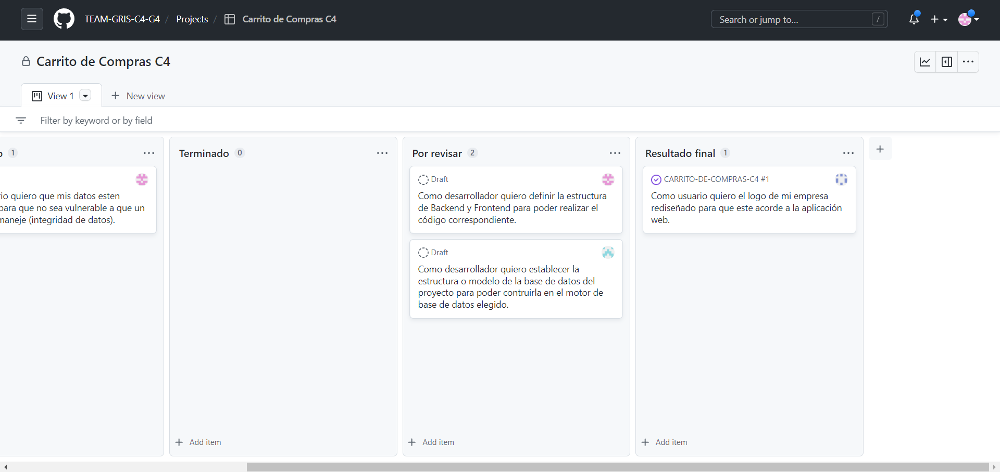 TEAM-GRIS-C4-G4 / Projects / Carrito de Compras C4
Search or jump to... /
Carrito de Compras C4
View 1
New view
Filter by keyword or by field
o 1
io quiero que mis datos esten
para que no sea vulnerable a que un
maneje (integridad de datos).
Terminado 0
Add item
Por revisar 2
Draft
Como desarrollador quiero definir la estructura
de Backend y Frontend para poder realizar el
código correspondiente.
Draft
Como desarrollador quiero establecer la
estructura o modelo de la base de datos del
proyecto para poder contruirla en el motor de
base de datos elegido.
Add item
Resultado final 1
CARRITO-DE-COMPRAS-C4 #1
Como usuario quiero el logo de mi empresa
rediseñado para que este acorde a la aplicación
web.
Add item